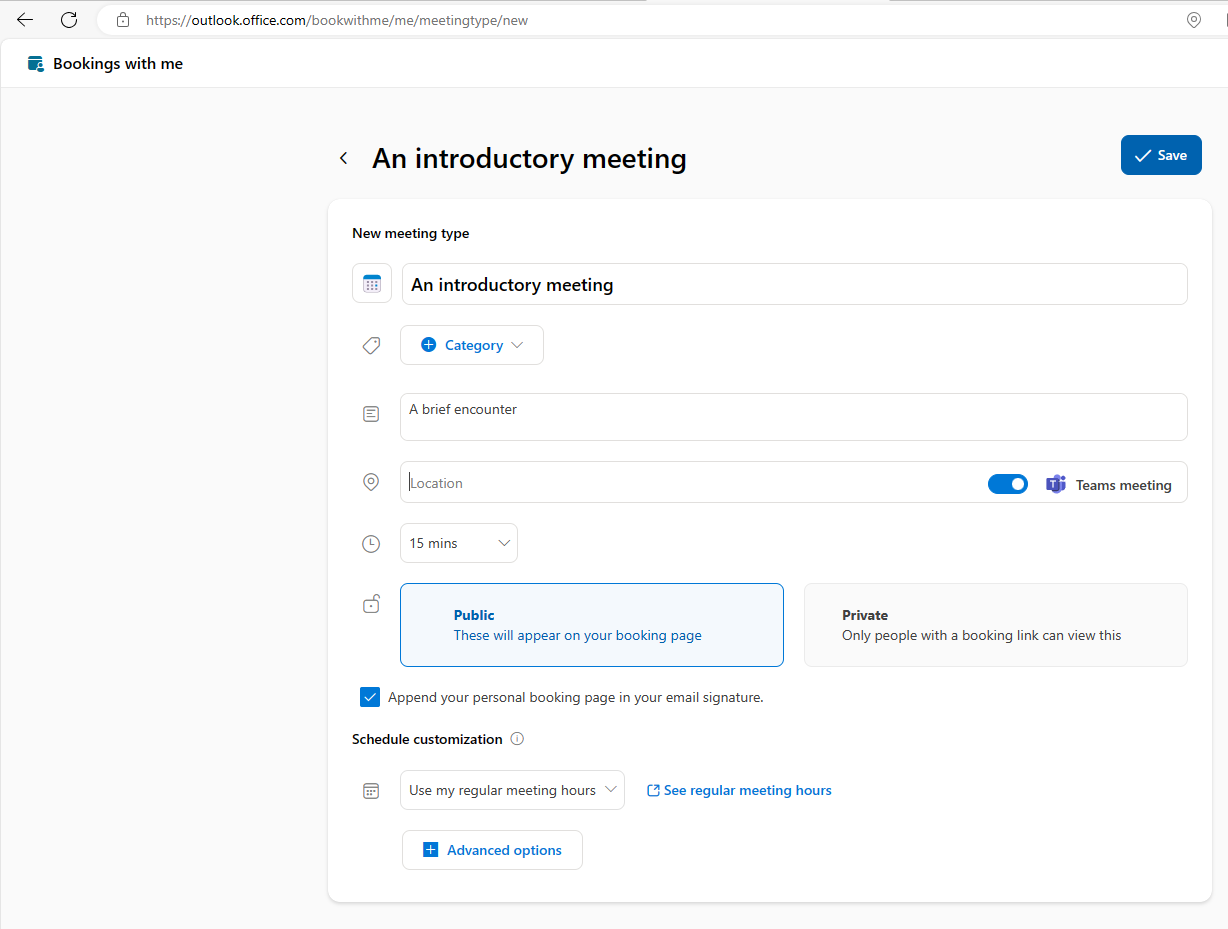 https://outlook.office.com/bookwithme/me/meetingtype/new
Bookings with me
An introductory meeting
Save
New meeting type
An introductory meeting
Category
A brief encounter
Location
Teams meeting
15 mins
Public
These will appear on your booking page
Private
Only people with a booking link can view this
Append your personal booking page in your email signature.
Schedule customization
Use my regular meeting hours
See regular meeting hours
Advanced options